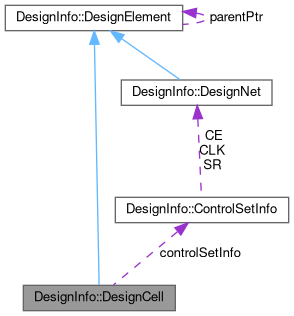 DesignInfo::DesignElement
parentPtr
DesignInfo::DesignNet
CE
CLK
SR
DesignInfo::ControlSetInfo
controlSetInfo
DesignInfo::DesignCell